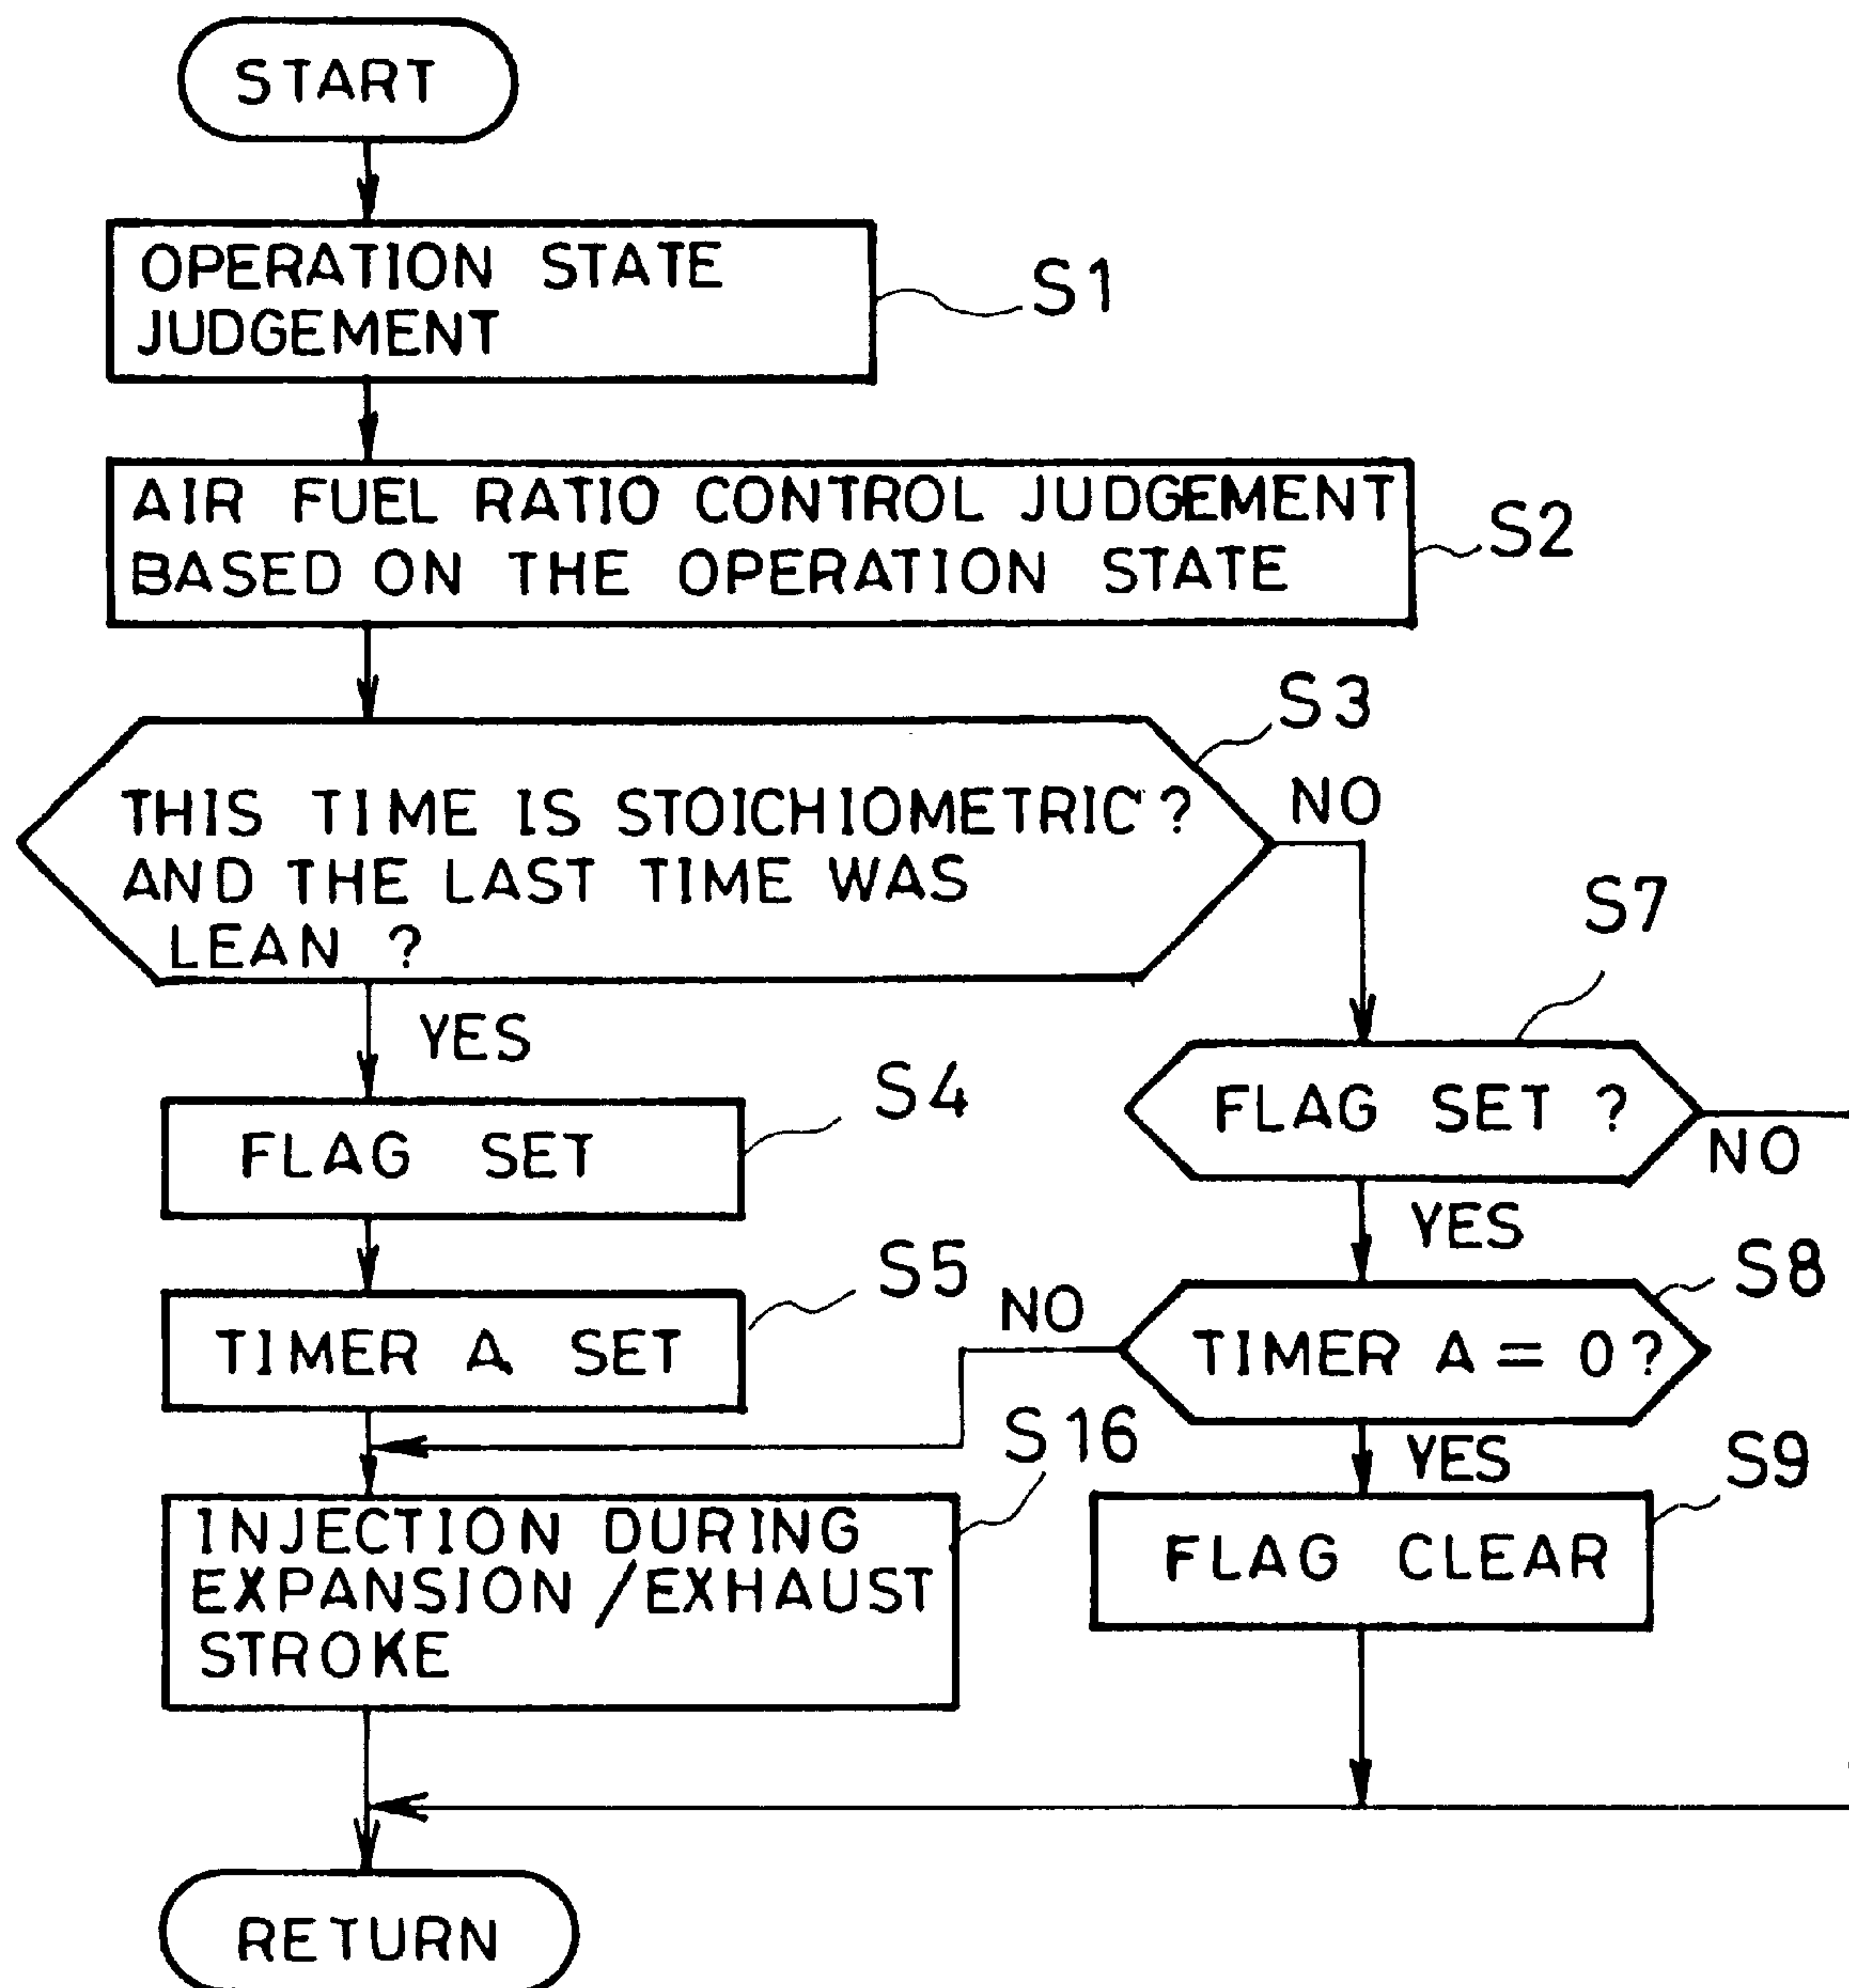 START
OPERATION STATE
JUDGEMENT
S1
AIR FUEL RATIO CONTROL JUDGEMENT
BASED ON THE OPERATION STATE
S2
S3
THIS TIME IS STOICHIOMETRIC ?
AND THE LAST TIME WAS
LEAN ?
NO
YES
S7
FLAG SET ?
NO
YES
S4
FLAG SET
S5
TIMER A SET
S8
TIMER A = 0 ?
NO
YES
S16
INJECTION DURING
EXPANSION /EXHAUST
STROKE
S9
FLAG CLEAR
RETURN